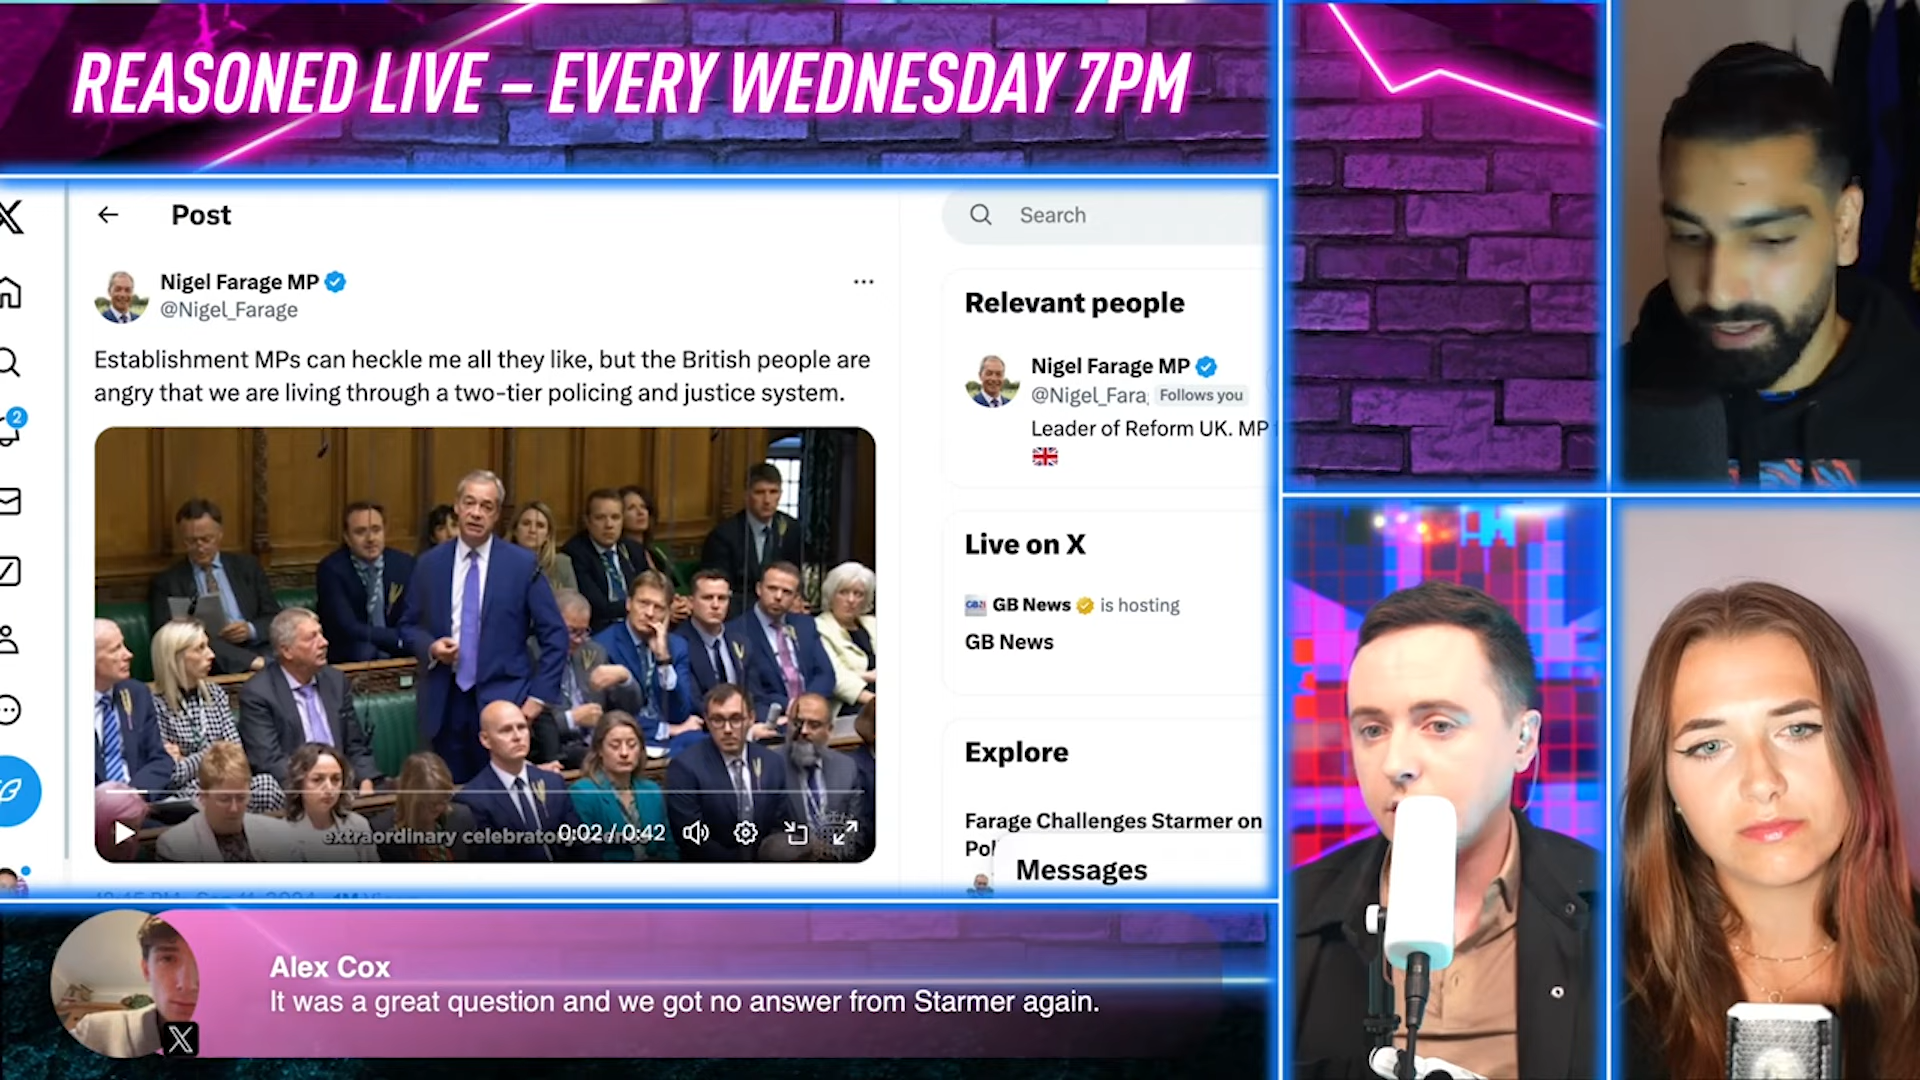 REASONED LIVE – EVERY WEDNESDAY 7PM
Post
Search
Nigel Farage MP
@Nigel_Farage
Establishment MPs can heckle me all they like, but the British people are
angry that we are living through a two-tier policing and justice system.
Relevant people
Nigel Farage MP
@Nigel_Fara
Follows you
Leader of Reform UK. MP
2
Live on X
GB News is hosting
GB News
Explore
Farage Challenges Starmer on
Pol
Messages
extraordinary celebrator
0:02 / 0:42
Alex Cox
It was a great question and we got no answer from Starmer again.